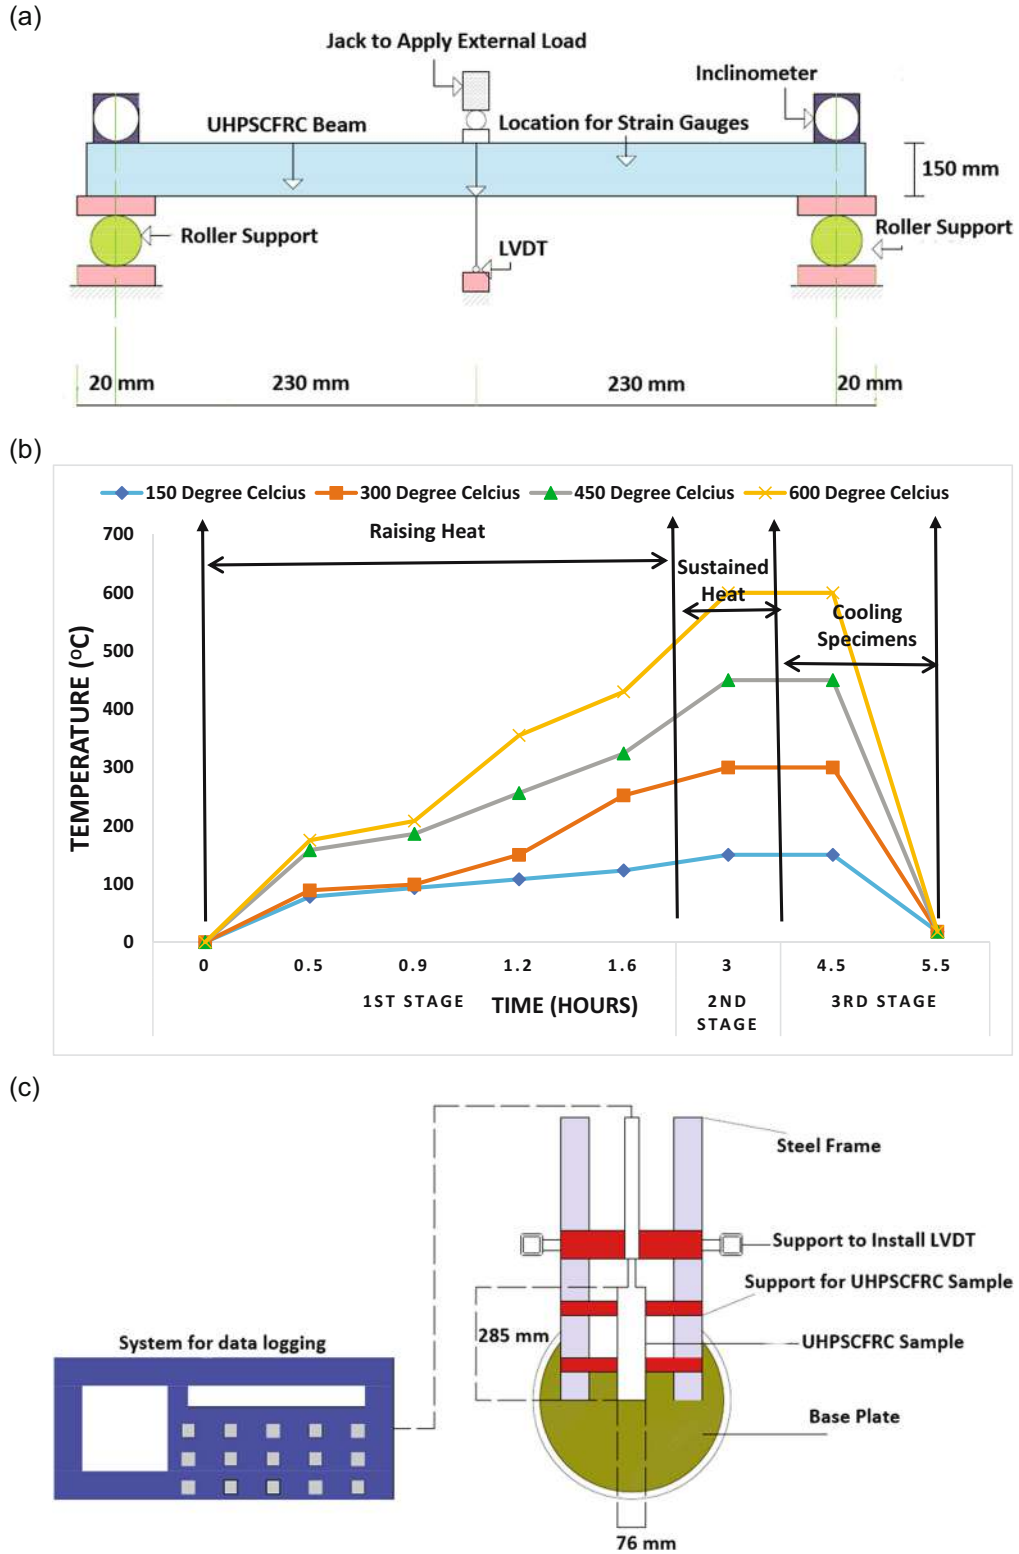 (a)
Jack to Apply External Load
Inclinometer
UHPSCFRC Beam
Location for Strain Gauges
150 mm
Roller Support
LVDT
Roller Support
20 mm
230 mm
230 mm
20 mm
(b)
150 Degree Celcius
300 Degree Celcius
450 Degree Celcius
600 Degree Celcius
Raising Heat
Sustained
Heat
Cooling
Specimens
TEMPERATURE (ºC)
700
600
500
400
300
200
100
0
0
0.5
0.9
1.2
1.6
3
4.5
5.5
1ST STAGE
TIME (HOURS)
2ND
STAGE
3RD STAGE
(c)
Steel Frame
Support to Install LVDT
Support for UHPSCFRC Sample
285 mm
UHPSCFRC Sample
System for data logging
Base Plate
76 mm